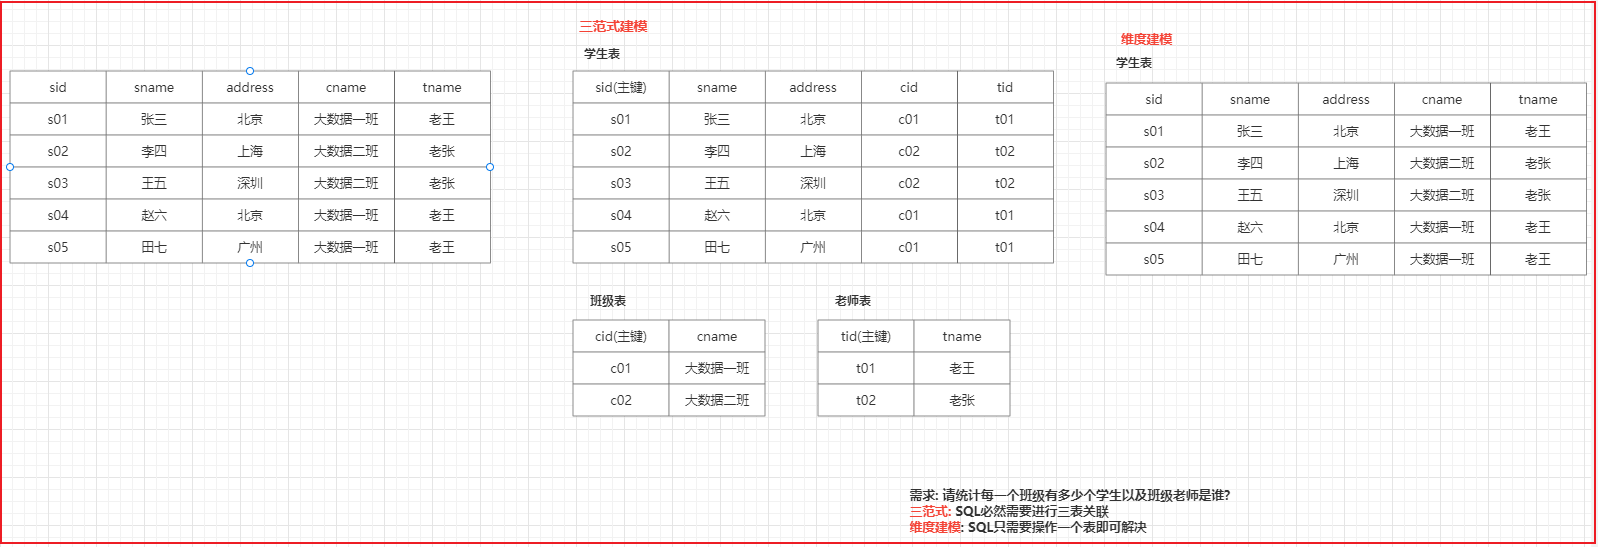 sid sname address cname tname
s01 张三 北京 大数据一班 老王
s02 李四 上海 大数据二班 老张
s03 王五 深圳 大数据二班 老张
s04 赵六 北京 大数据一班 老王
s05 田七 广州 大数据一班 老王
三范式建模
学生表
sid(主键) sname address cid tid
s01 张三 北京 c01 t01
s02 李四 上海 c02 t02
s03 王五 深圳 c02 t02
s04 赵六 北京 c01 t01
s05 田七 广州 c01 t01
班级表
cid(主键) cname
c01 大数据一班
c02 大数据二班
老师表
tid(主键) tname
t01 老王
t02 老张
维度建模
学生表
sid sname address cname tname
s01 张三 北京 大数据一班 老王
s02 李四 上海 大数据二班 老张
s03 王五 深圳 大数据二班 老张
s04 赵六 北京 大数据一班 老王
s05 田七 广州 大数据一班 老王
需求: 请统计每一个班级有多少个学生以及班级老师是谁?
三范式: SQL必然需要进行三表关联
维度建模: SQL只需要操作一个表即可解决